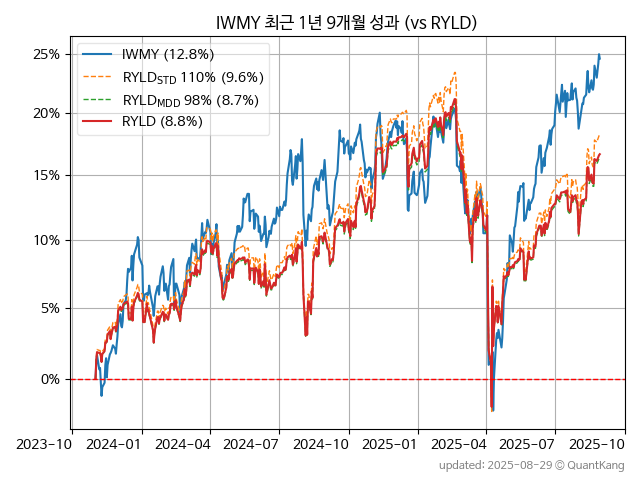 IWMY 최근 1년 9개월 성과 (vs RYLD)
IWMY (12.8%)
RYLD_STD 110% (9.6%)
RYLD_MDD 98% (8.7%)
RYLD (8.8%)
25%
20%
15%
10%
5%
0%
2023-10 2024-01 2024-04 2024-07 2024-10 2025-01 2025-04 2025-07 2025-10
updated: 2025-08-29 © QuantKang